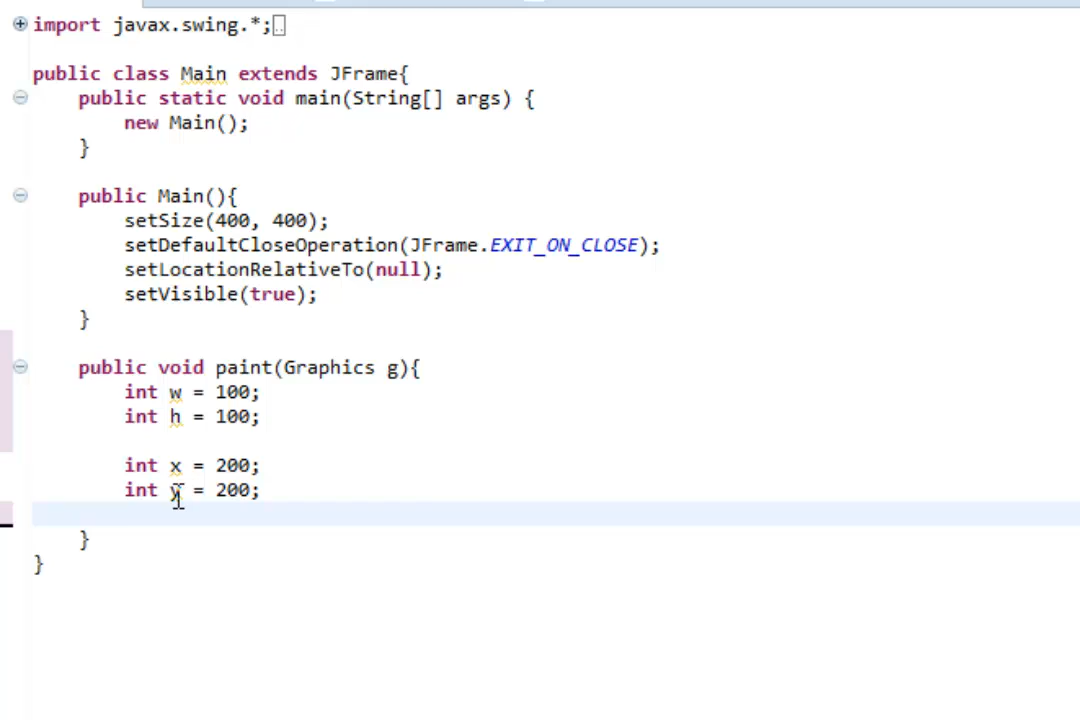 import javax.swing.*;
public class Main extends JFrame{
public static void main(String[] args) {
new Main();
}
public Main(){
setSize(400, 400);
setDefaultCloseOperation(JFrame.EXIT_ON_CLOSE);
setLocationRelativeTo(null);
setVisible(true);
}
public void paint(Graphics g){
int w = 100;
int h = 100;
int x = 200;
int y = 200;
}
}